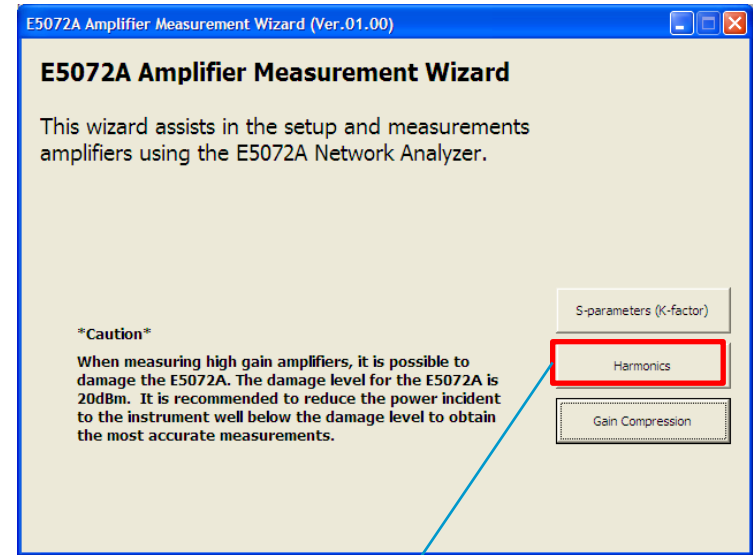 E5072A Amplifier Measurement Wizard (Ver.01.00)
E5072A Amplifier Measurement Wizard
This wizard assists in the setup and measurements
amplifiers using the E5072A Network Analyzer.
S-parameters (K-factor)
*Caution*
When measuring high gain amplifiers, it is possible to
damage the E5072A. The damage level for the E5072A is
20dBm. It is recommended to reduce the power incident
to the instrument well below the damage level to obtain
the most accurate measurements.
Harmonics
Gain Compression